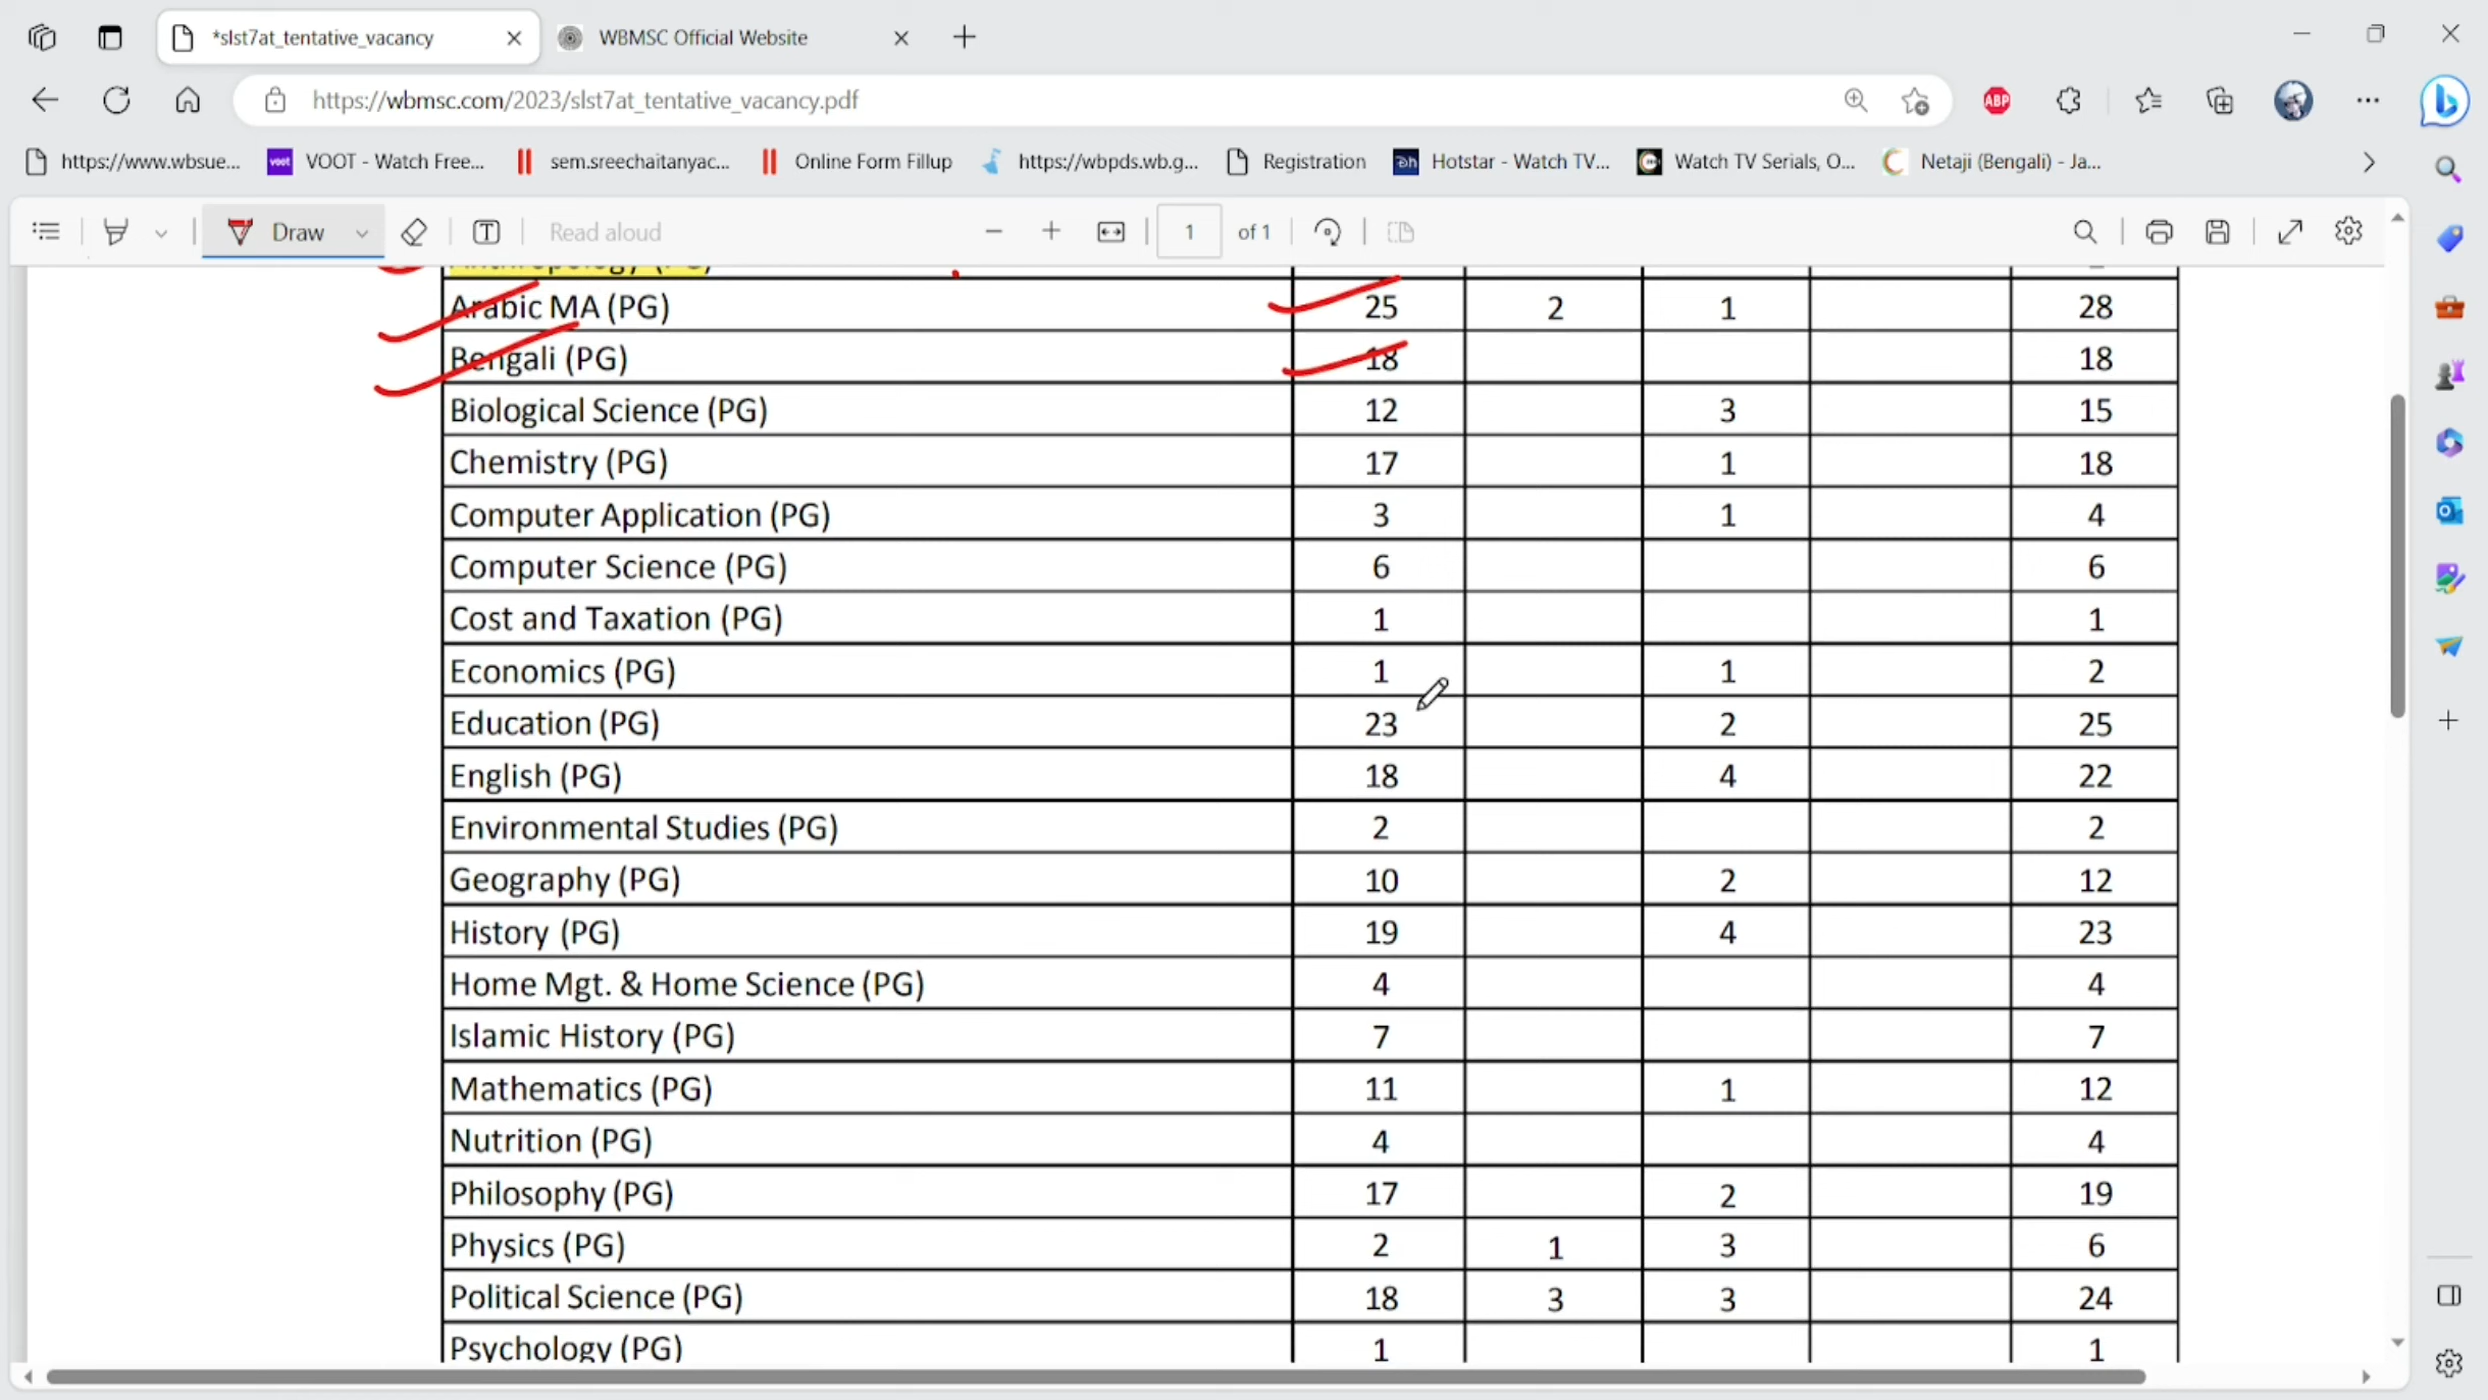 *slst7at_tentative_vacancy WBMSC Official Website
https://wbmsc.com/2023/slst7at_tentative_vacancy.pdf ABP
https://www.wbsue... voot VOOT - Watch Free... sem.sreechaitanyac... Online Form Fillup https://wbpds.wb.g... Registration Hotstar - Watch TV... Watch TV Serials, O... Netaji (Bengali) - Ja...
Draw Read aloud 1 of 1
Anthropology (PG)
Arabic MA (PG) 25 2 1 28
Bengali (PG) 18 18
Biological Science (PG) 12 3 15
Chemistry (PG) 17 1 18
Computer Application (PG) 3 1 4
Computer Science (PG) 6 6
Cost and Taxation (PG) 1 1
Economics (PG) 1 1 2
Education (PG) 23 2 25
English (PG) 18 4 22
Environmental Studies (PG) 2 2
Geography (PG) 10 2 12
History (PG) 19 4 23
Home Mgt. & Home Science (PG) 4 4
Islamic History (PG) 7 7
Mathematics (PG) 11 1 12
Nutrition (PG) 4 4
Philosophy (PG) 17 2 19
Physics (PG) 2 1 3 6
Political Science (PG) 18 3 3 24
Psychology (PG) 1 1